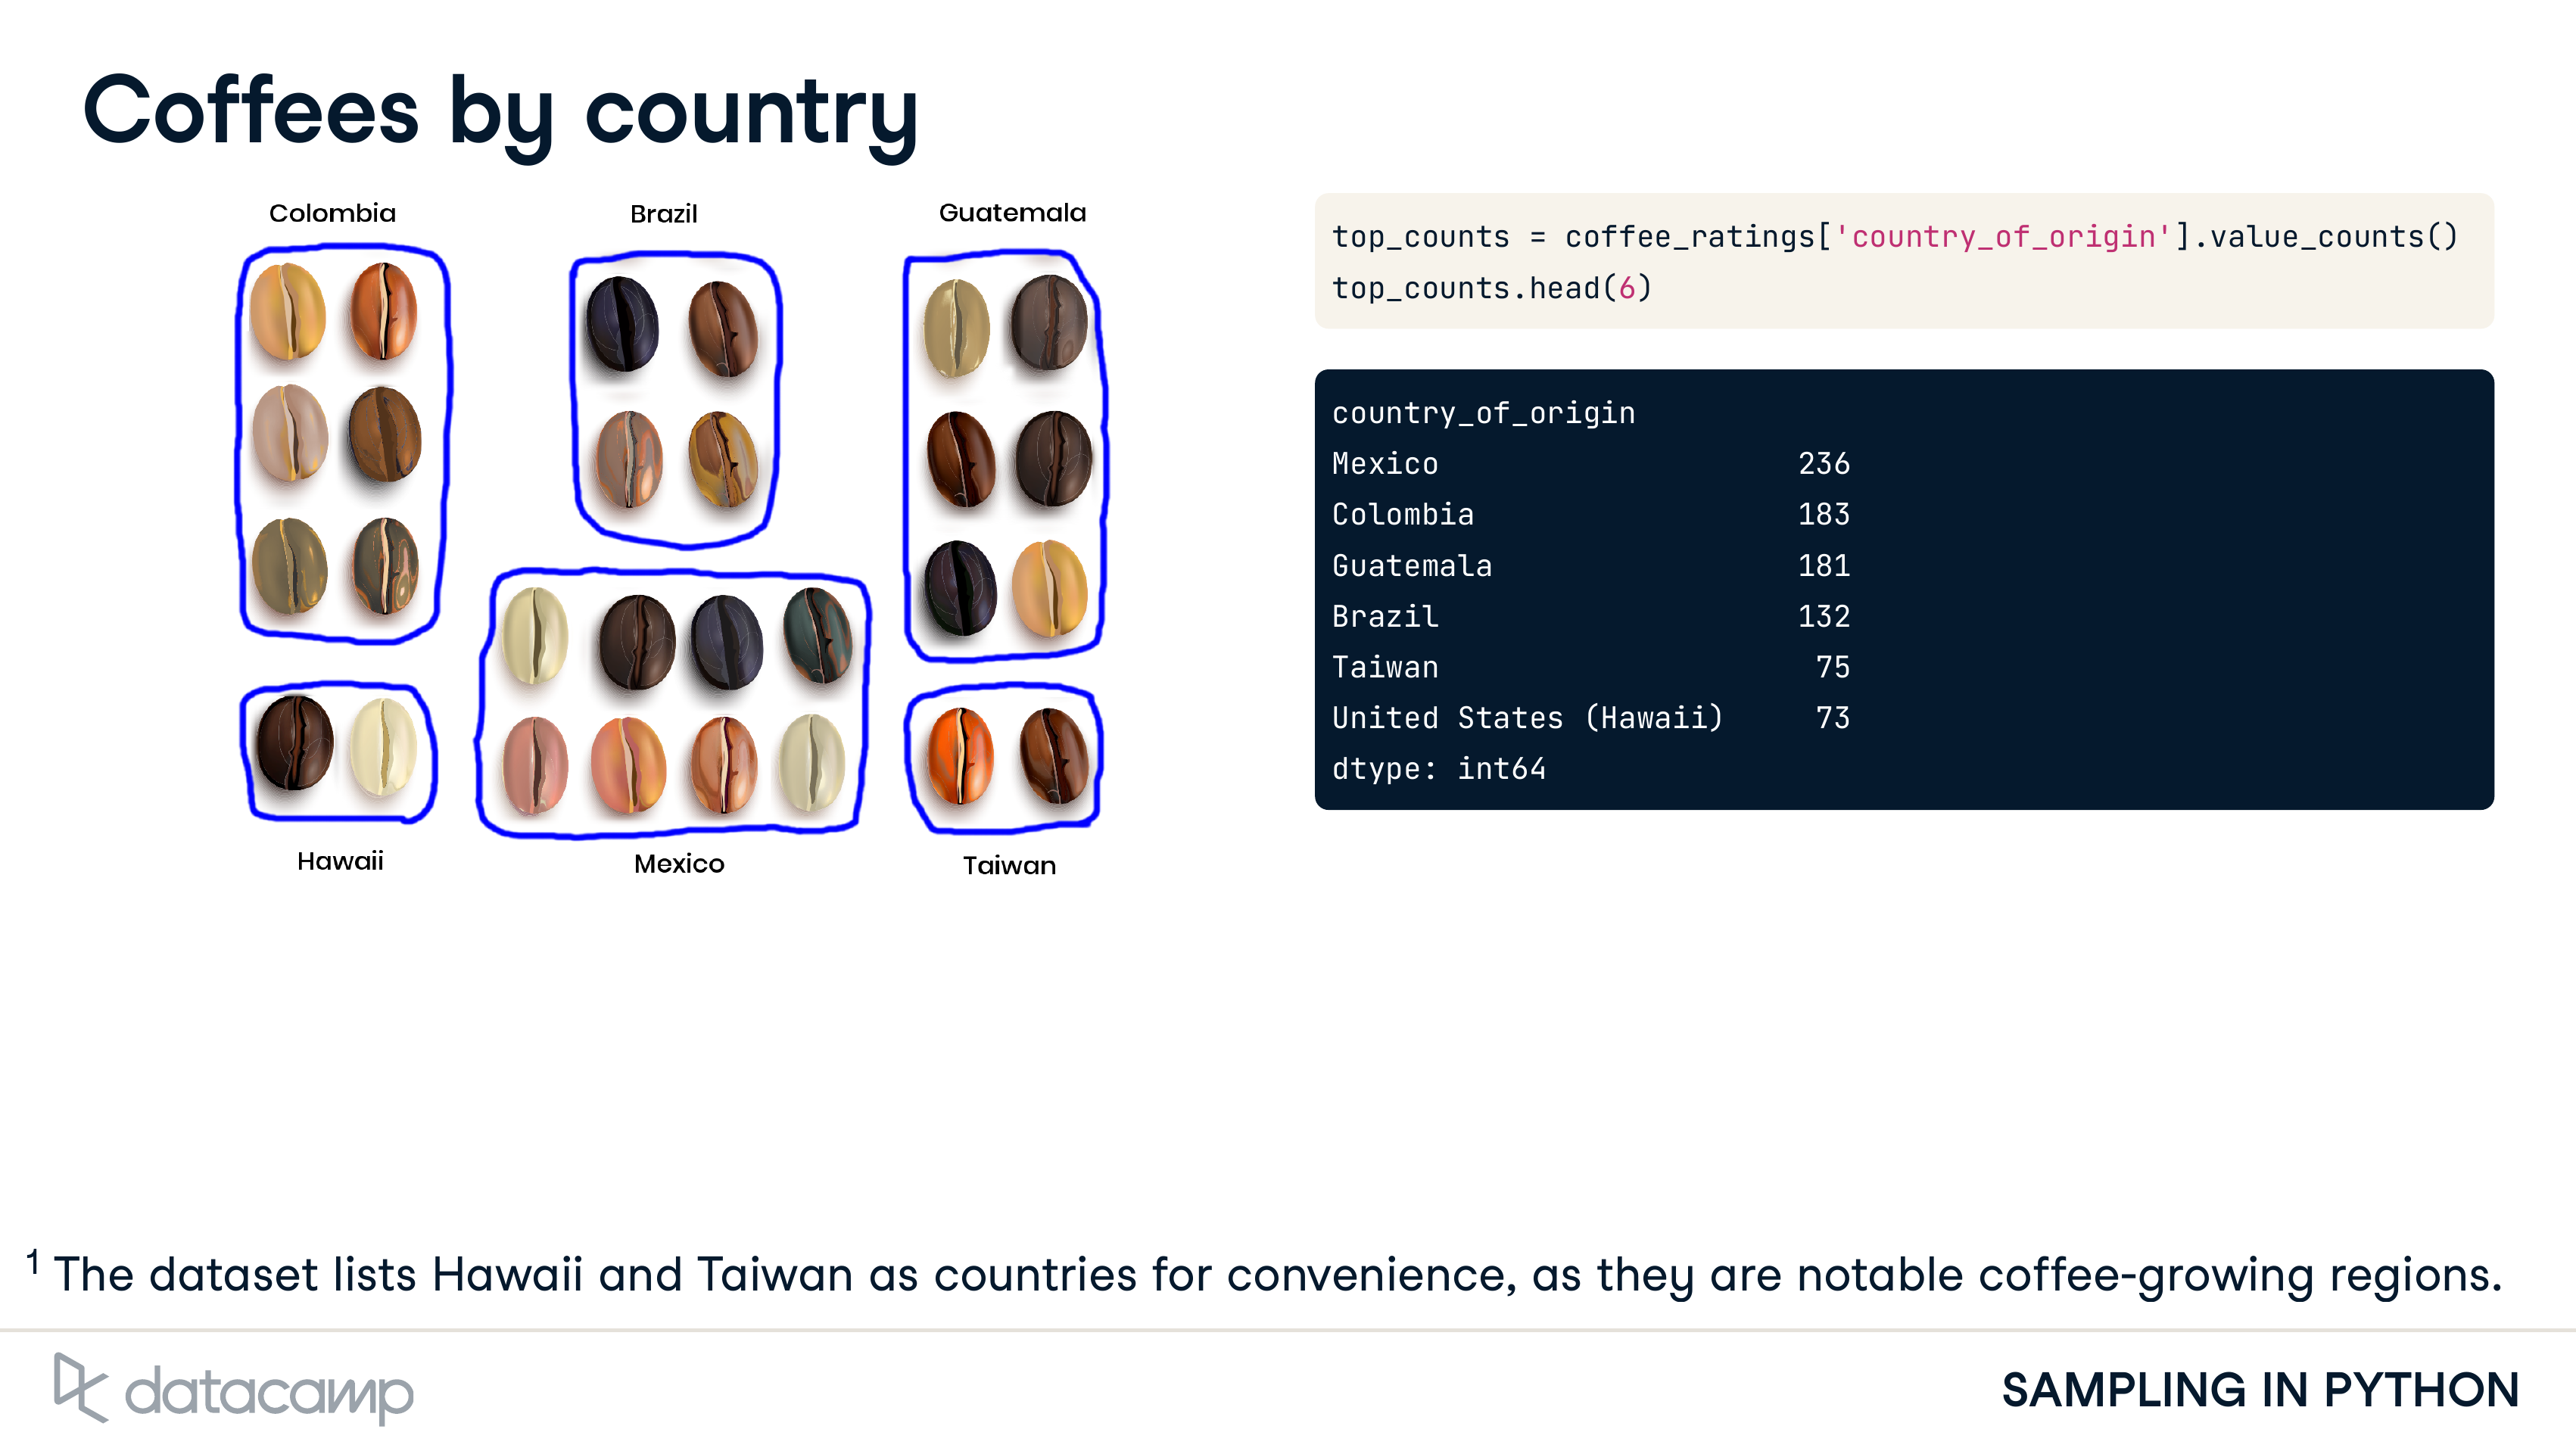 Coffees by country
Colombia
Brazil
Guatemala
Hawaii
Mexico
Taiwan
top_counts = coffee_ratings['country_of_origin'].value_counts()
top_counts.head(6)
country_of_origin
Mexico 236
Colombia 183
Guatemala 181
Brazil 132
Taiwan 75
United States (Hawaii) 73
dtype: int64
1 The dataset lists Hawaii and Taiwan as countries for convenience, as they are notable coffee-growing regions.
datacamp
SAMPLING IN PYTHON